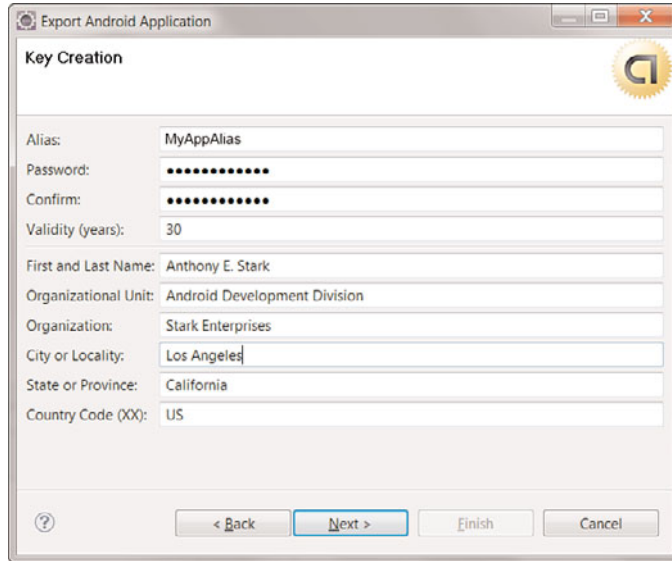 Export Android Application
Key Creation
Alias: MyAppAlias
Password: ••••••••••••
Confirm: ••••••••••••
Validity (years): 30
First and Last Name: Anthony E. Stark
Organizational Unit: Android Development Division
Organization: Stark Enterprises
City or Locality: Los Angeles
State or Province: California
Country Code (XX): US
? < Back Next > Finish Cancel